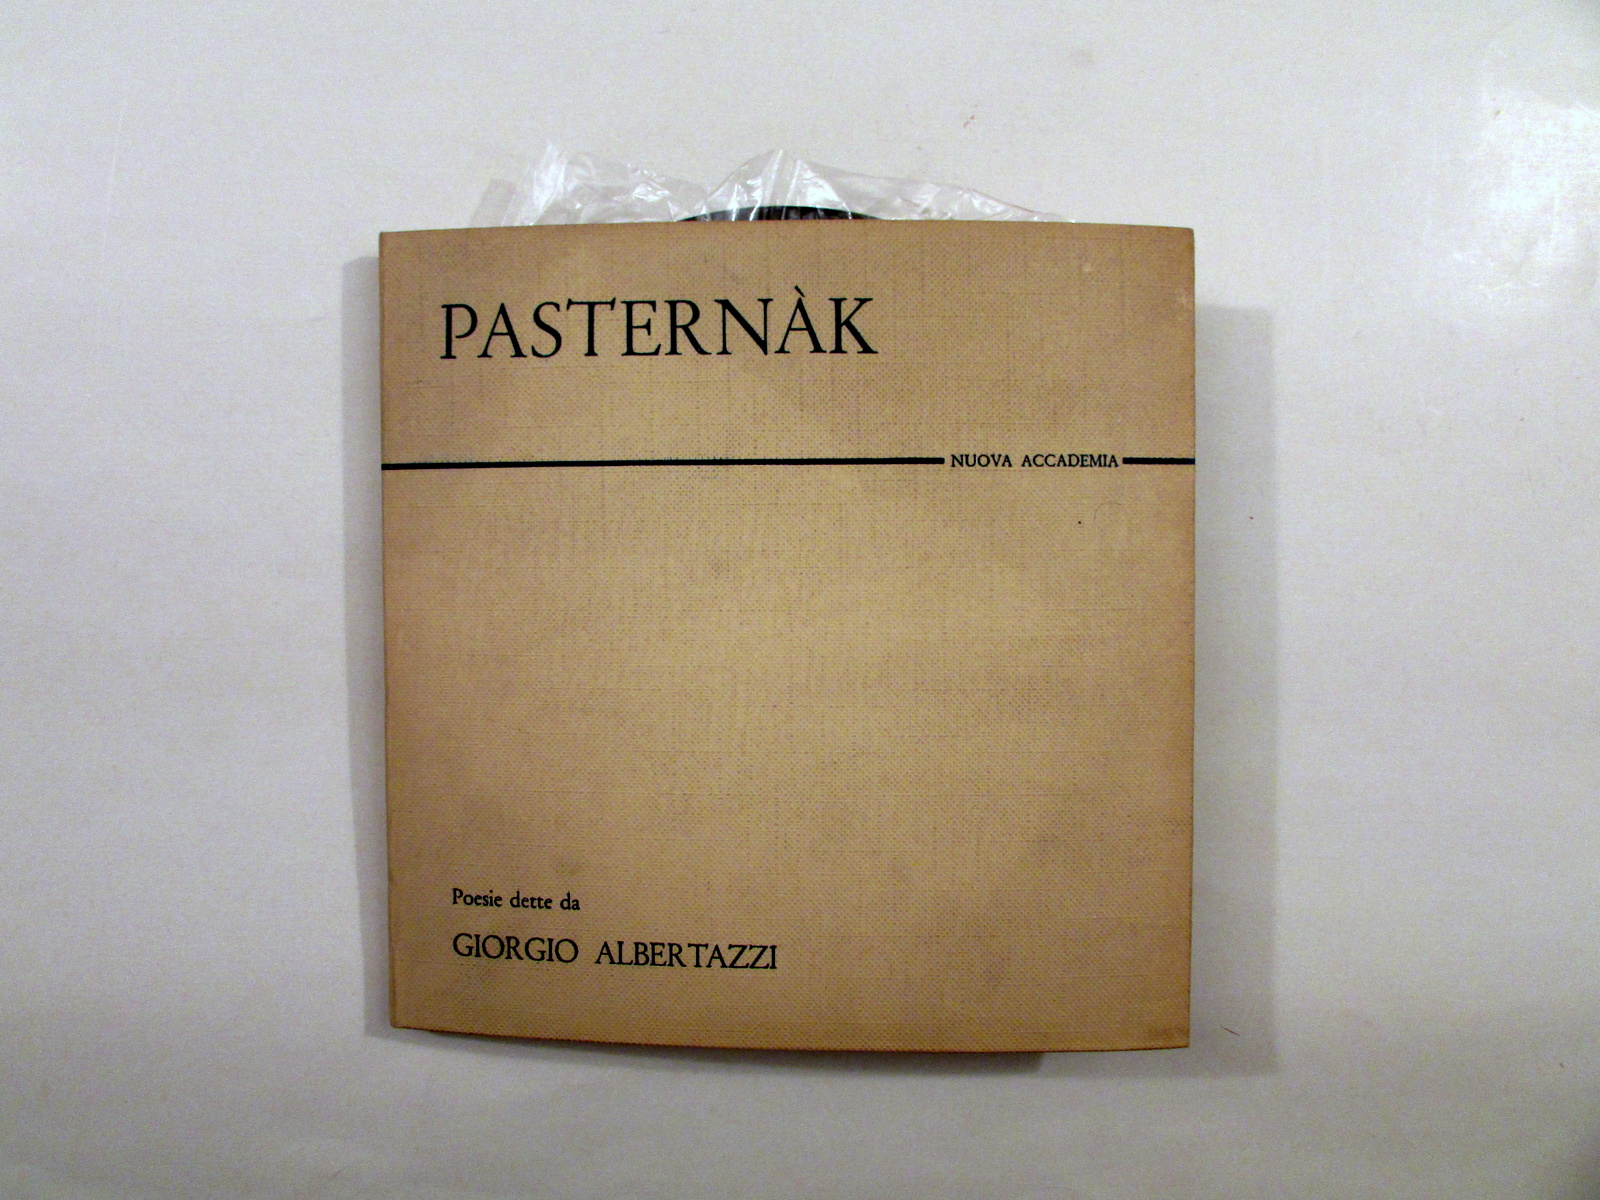 PASTERNÀK
NUOVA ACCADEMIA
Poesie dette da
GIORGIO ALBERTAZZI